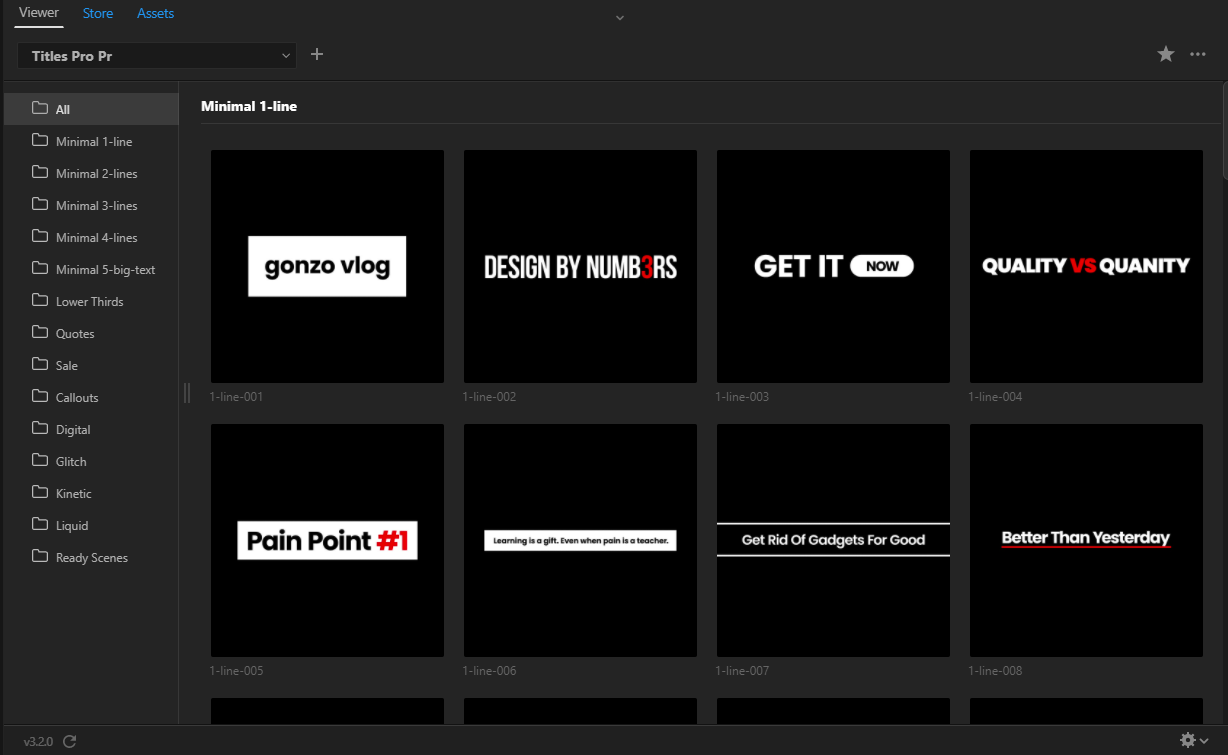 Viewer Store Assets
Titles Pro Pr
All
Minimal 1-line
Minimal 2-lines
Minimal 3-lines
Minimal 4-lines
Minimal 5-big-text
Lower Thirds
Quotes
Sale
Callouts
Digital
Glitch
Kinetic
Liquid
Ready Scenes
Minimal 1-line
gonzo vlog
1-line-001
DESIGN BY NUMB3RS
1-line-002
GET IT NOW
1-line-003
QUALITY VS QUANITY
1-line-004
Pain Point #1
1-line-005
Learning is a gift. Even when pain is a teacher.
1-line-006
Get Rid Of Gadgets For Good
1-line-007
Better Than Yesterday
1-line-008
v3.2.0